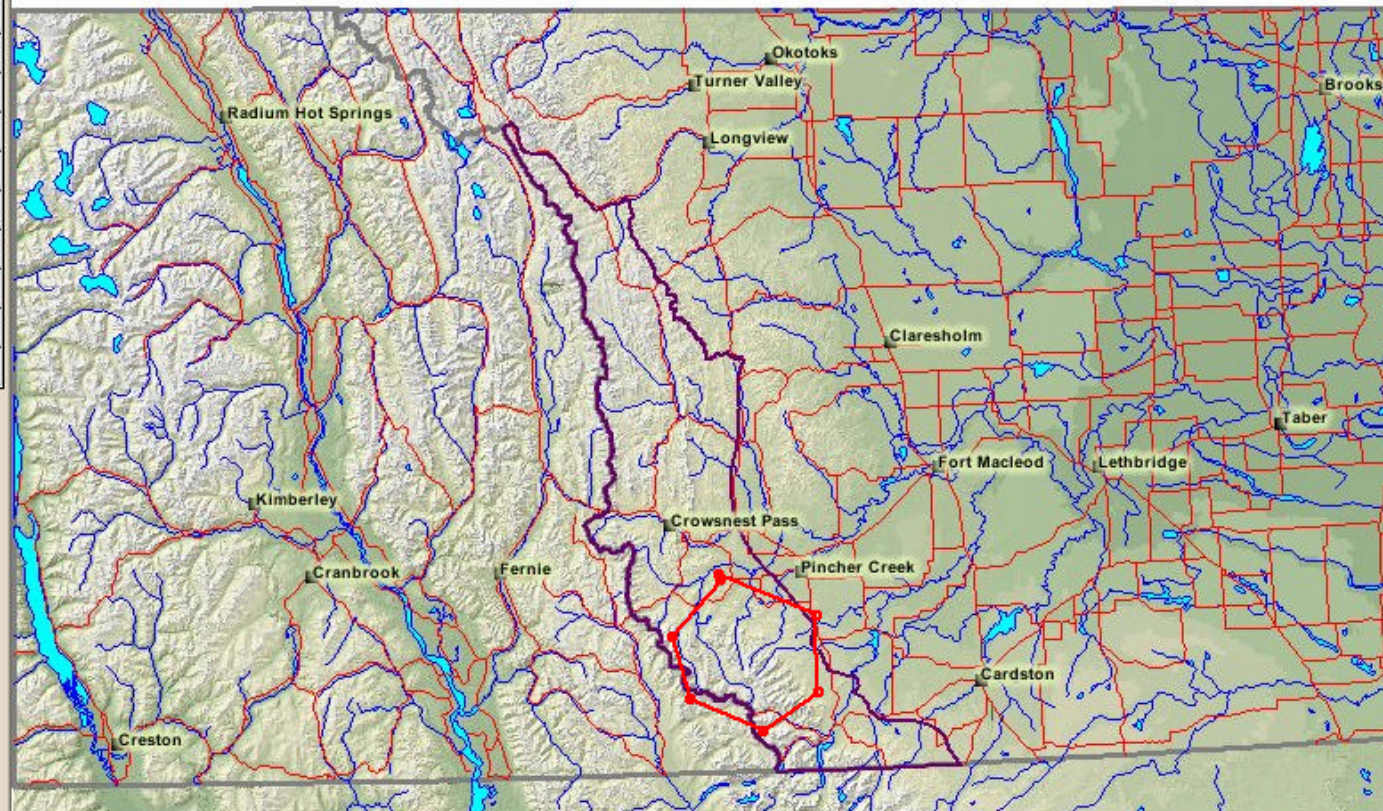 Okotoks
Turner Valley
Brooks
Radium Hot Springs
Longview
Claresholm
Taber
Fort Macleod
Lethbridge
Kimberley
Crowsnest Pass
Cranbrook
Fernie
Pincher Creek
Cardston
Creston